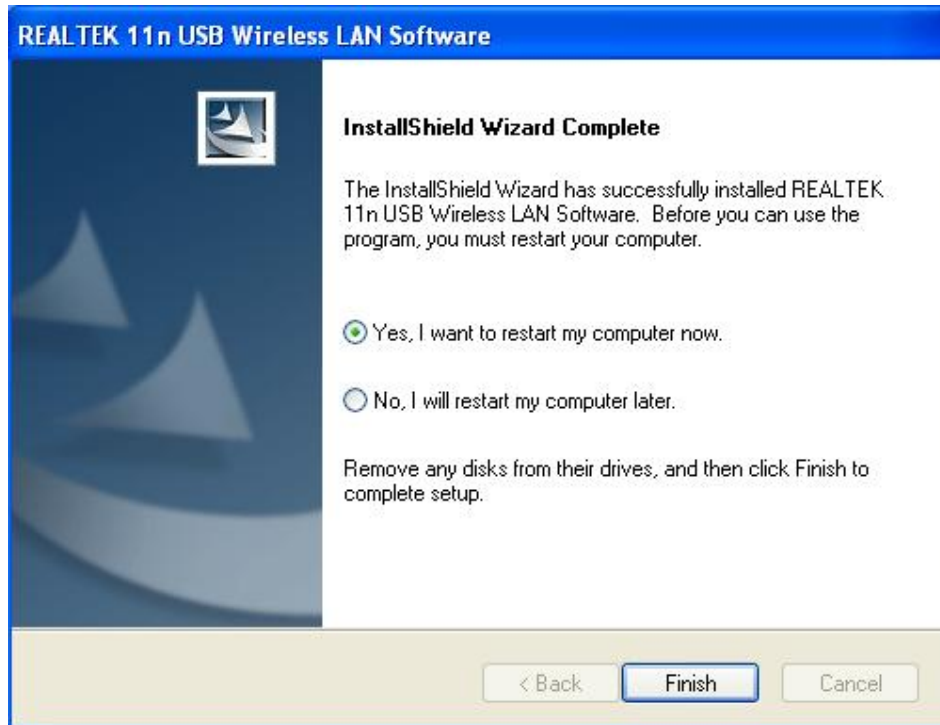 REALTEK 11n USB Wireless LAN Software
InstallShield Wizard Complete
The InstallShield Wizard has successfully installed REALTEK
11n USB Wireless LAN Software.  Before you can use the
program, you must restart your computer.
Yes, I want to restart my computer now.
No, I will restart my computer later.
Remove any disks from their drives, and then click Finish to
complete setup.
< Back Finish Cancel